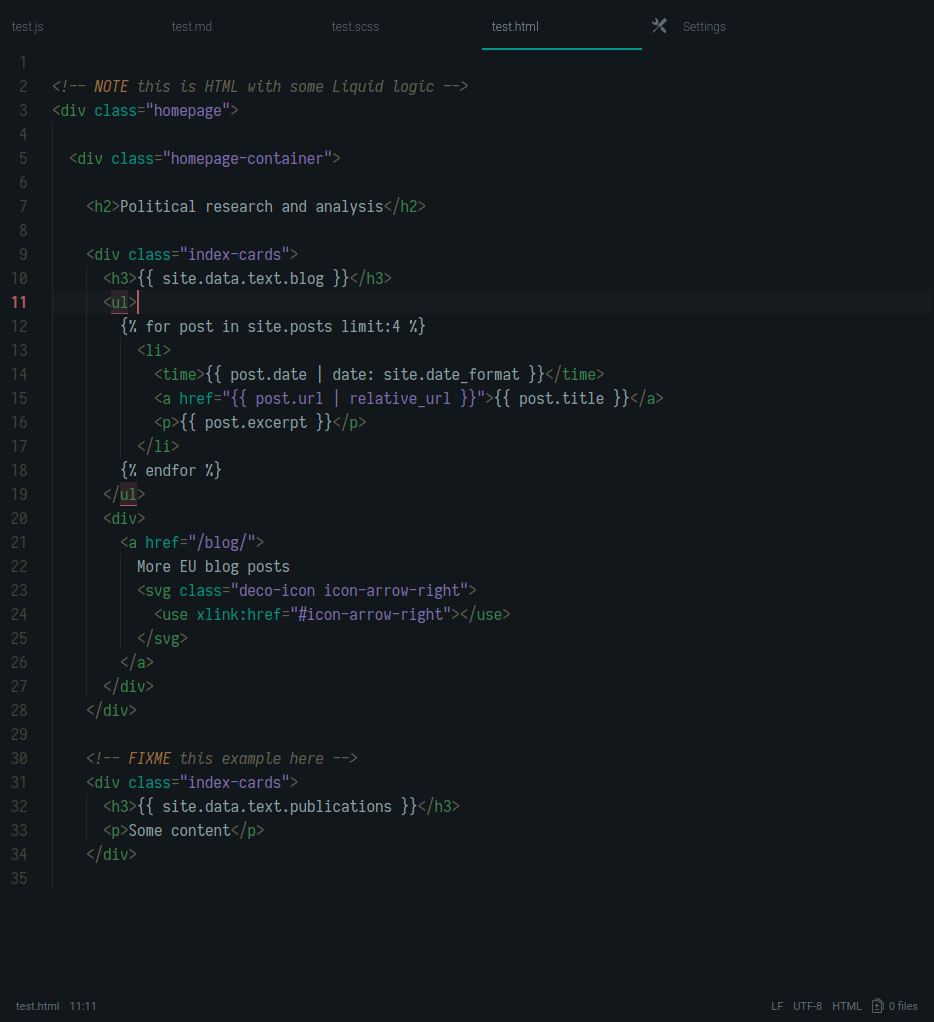 test.js test.md test.scss test.html Settings
1
2 <!-- NOTE this is HTML with some Liquid logic -->
3 <div class="homepage">
4
5   <div class="homepage-container">
6
7     <h2>Political research and analysis</h2>
8
9     <div class="index-cards">
10       <h3>{{ site.data.text.blog }}</h3>
11       <ul>
12         {% for post in site.posts limit:4 %}
13           <li>
14             <time>{{ post.date | date: site.date_format }}</time>
15             <a href="{{ post.url | relative_url }}">{{ post.title }}</a>
16             <p>{{ post.excerpt }}</p>
17           </li>
18         {% endfor %}
19       </ul>
20       <div>
21         <a href="/blog/">
22           More EU blog posts
23           <svg class="deco-icon icon-arrow-right">
24             <use xlink:href="#icon-arrow-right"></use>
25           </svg>
26         </a>
27       </div>
28     </div>
29
30     <!-- FIXME this example here -->
31     <div class="index-cards">
32       <h3>{{ site.data.text.publications }}</h3>
33       <p>Some content</p>
34     </div>
35
test.html 11:11 LF UTF-8 HTML 0 files